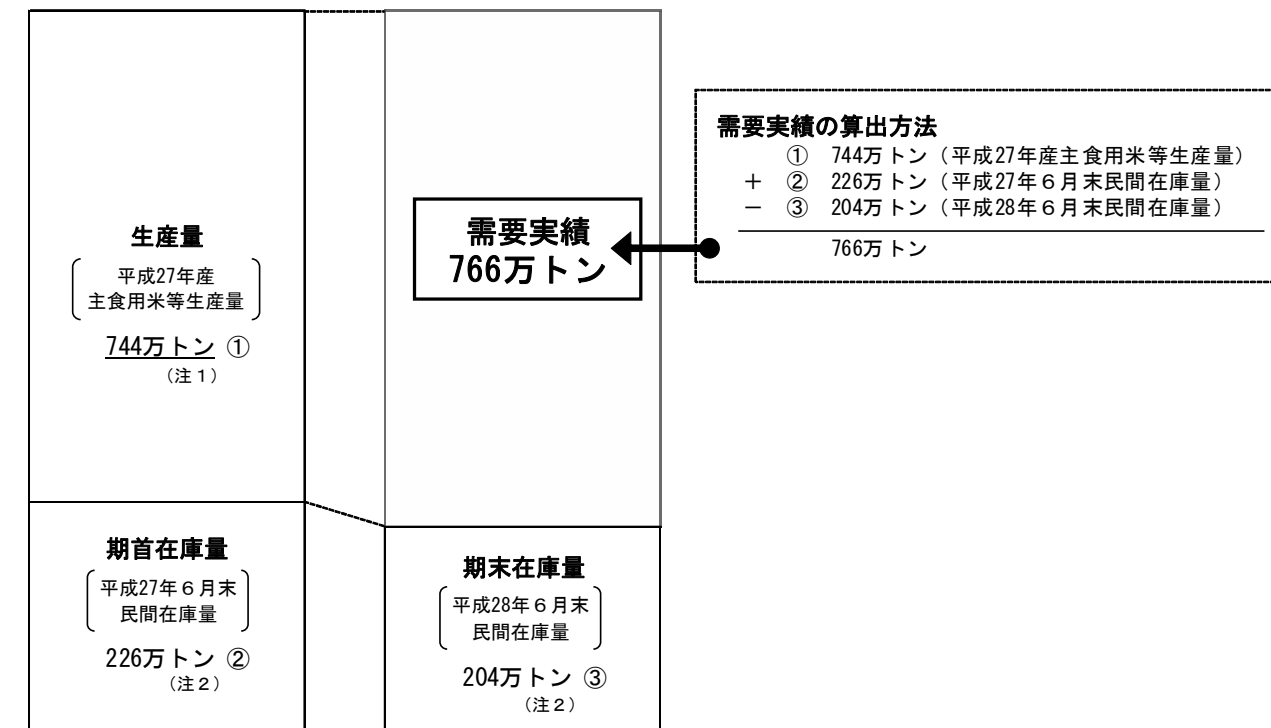 生産量
平成27年産
主食用米等生産量
744万トン ①
（注１）
期首在庫量
平成27年６月末
民間在庫量
226万トン ②
（注２）
需要実績
766万トン
期末在庫量
平成28年６月末
民間在庫量
204万トン ③
（注２）
需要実績の算出方法
① 744万トン（平成27年産主食用米等生産量）
＋ ② 226万トン（平成27年６月末民間在庫量）
－ ③ 204万トン（平成28年６月末民間在庫量）
766万トン